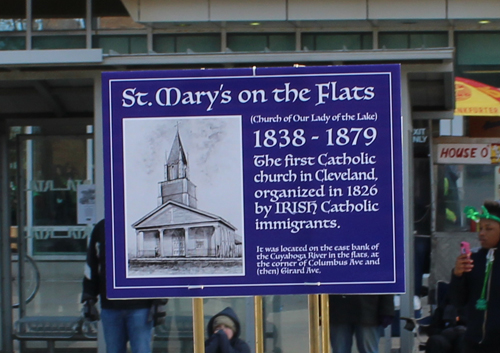 St. Mary's on the Flats
(Church of Our Lady of the Lake)
1838 - 1879
The first Catholic
church in Cleveland,
organized in 1826
by IRISH Catholic
immigrants.
It was located on the east bank of
the Cuyahoga River in the flats, at
the corner of Columbus Ave and
(then) Girard Ave.
EXIT
ONLY
HOUSE O